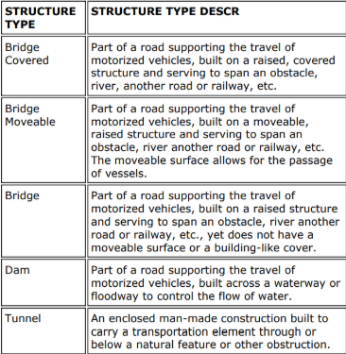 STRUCTURE TYPE
STRUCTURE TYPE DESCR
Bridge Covered
Part of a road supporting the travel of
motorized vehicles, built on a raised, covered
structure and serving to span an obstacle,
river, another road or railway, etc.
Bridge Moveable
Part of a road supporting the travel of
motorized vehicles, built on a moveable,
raised structure and serving to span an
obstacle, river another road or railway, etc.
The moveable surface allows for the passage
of vessels.
Bridge
Part of a road supporting the travel of
motorized vehicles, built on a raised structure
and serving to span an obstacle, river another
road or railway, etc., yet does not have a
moveable surface or a building-like cover.
Dam
Part of a road supporting the travel of
motorized vehicles, built across a waterway or
floodway to control the flow of water.
Tunnel
An enclosed man-made construction built to
carry a transportation element through or
below a natural feature or other obstruction.